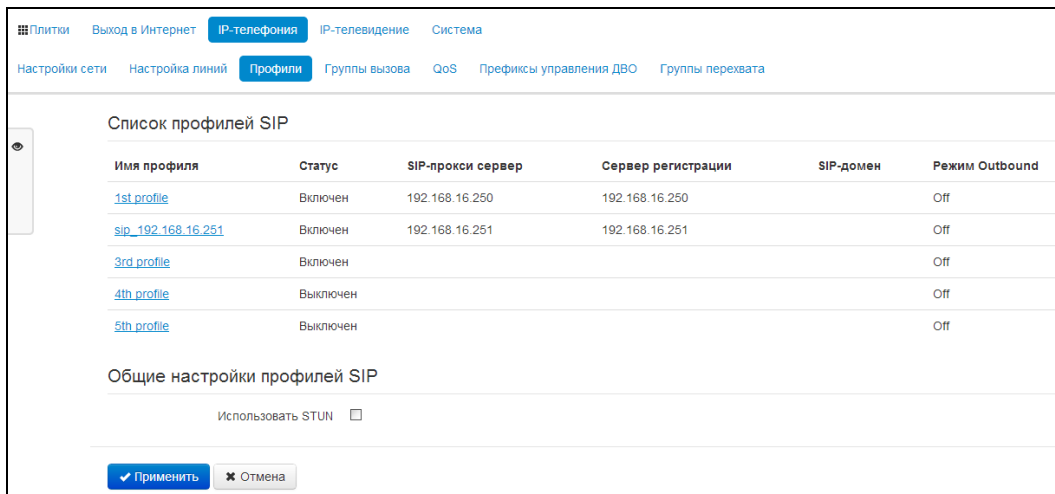 Плитки Выход в Интернет IP-телефония IP-телевидение Система
Настройки сети Настройка линий Профили Группы вызова QoS Префиксы управления ДВО Группы перехвата
Список профилей SIP
Имя профиля Статус SIP-прокси сервер Сервер регистрации SIP-домен Режим Outbound
1st profile Включен 192.168.16.250 192.168.16.250 Off
sip_192.168.16.251 Включен 192.168.16.251 192.168.16.251 Off
3rd profile Включен Off
4th profile Выключен Off
5th profile Выключен Off
Общие настройки профилей SIP
Использовать STUN
Применить Отмена